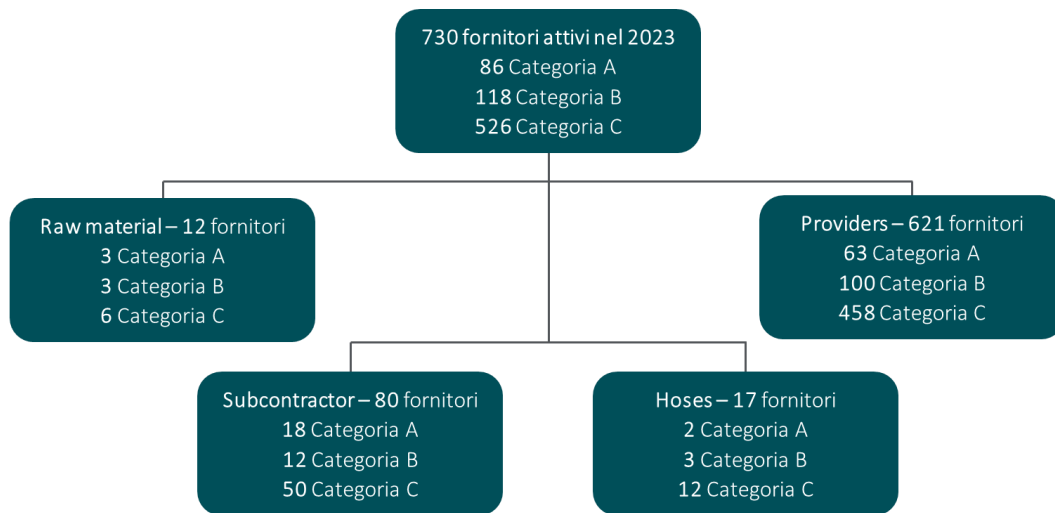 730 fornitori attivi nel 2023
86 Categoria A
118 Categoria B
526 Categoria C
Raw material – 12 fornitori
3 Categoria A
3 Categoria B
6 Categoria C
Providers – 621 fornitori
63 Categoria A
100 Categoria B
458 Categoria C
Subcontractor – 80 fornitori
18 Categoria A
12 Categoria B
50 Categoria C
Hoses – 17 fornitori
2 Categoria A
3 Categoria B
12 Categoria C